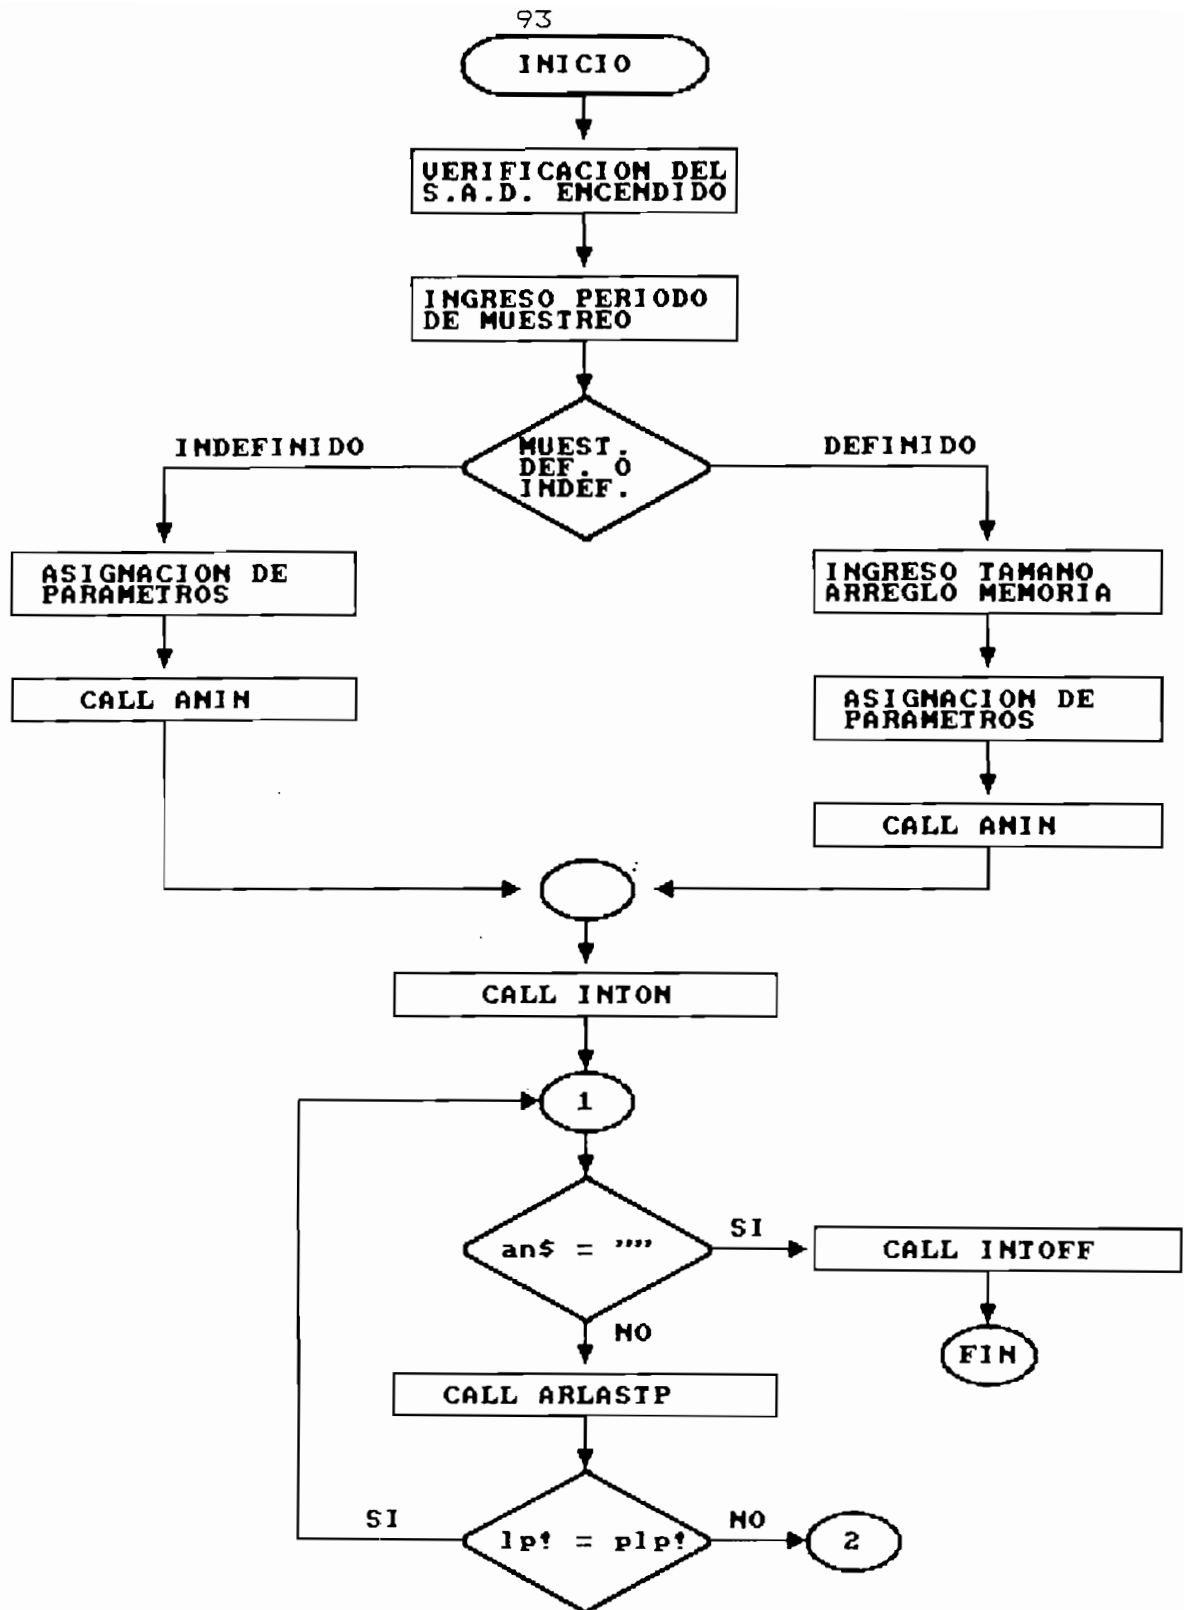 93
INICIO
VERIFICACION DEL
S.A.D. ENCENDIDO
INGRESO PERIODO
DE MUESTREO
INDEFINIDO
MUEST.
DEF. O
INDEF.
DEFINIDO
ASIGNACION DE
PARAMETROS
INGRESO TAMANO
ARREGLO MEMORIA
CALL ANIN
ASIGNACION DE
PARAMETROS
CALL ANIN
CALL INTON
1
an$ = ""
SI
CALL INTOFF
NO
FIN
CALL ARLASTP
SI
lp! = plp!
NO
2